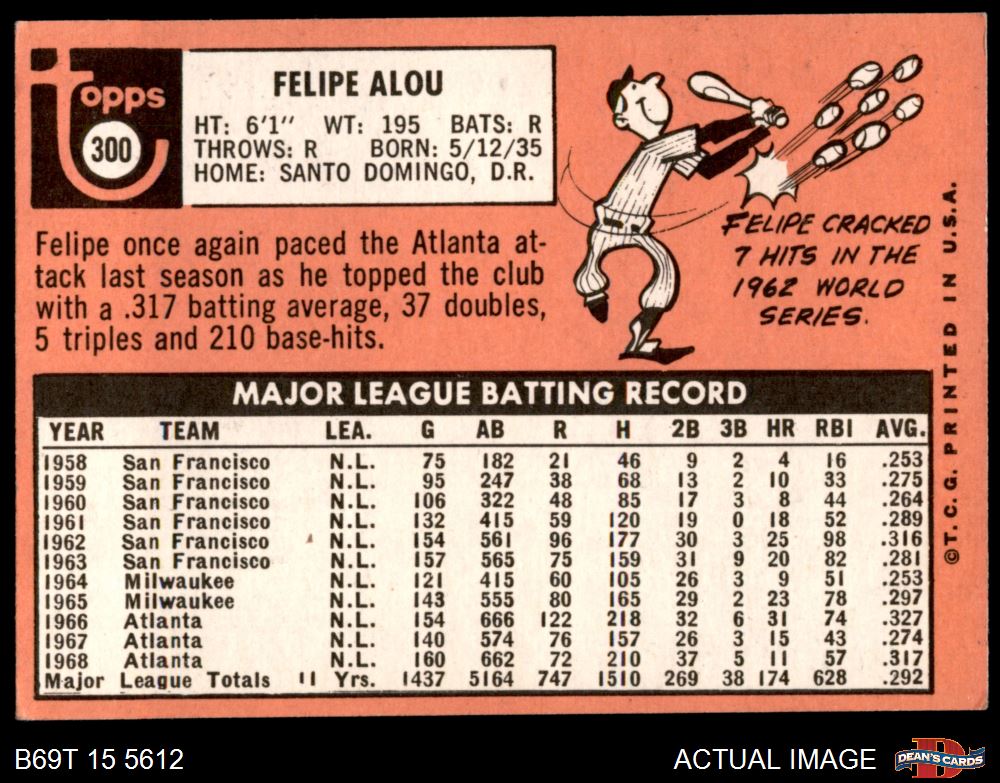 topps
300
FELIPE ALOU
HT: 6'1" WT: 195 BATS: R
THROWS: R BORN: 5/12/35
HOME: SANTO DOMINGO, D.R.
Felipe once again paced the Atlanta at-
tack last season as he topped the club
with a .317 batting average, 37 doubles,
5 triples and 210 base-hits.
FELIPE CRACKED
7 HITS IN THE
1962 WORLD
SERIES.
MAJOR LEAGUE BATTING RECORD
YEAR TEAM LEA. G AB R H 2B 3B HR RBI AVG.
1958 San Francisco N.L. 75 182 21 46 9 2 4 16 .253
1959 San Francisco N.L. 95 247 38 68 13 2 10 33 .275
1960 San Francisco N.L. 106 322 48 85 17 3 8 44 .264
1961 San Francisco N.L. 132 415 59 120 19 0 18 52 .289
1962 San Francisco N.L. 154 561 96 177 30 3 25 98 .316
1963 San Francisco N.L. 157 565 75 159 31 9 20 82 .281
1964 Milwaukee N.L. 121 415 60 105 26 3 9 51 .253
1965 Milwaukee N.L. 143 555 80 165 29 2 23 78 .297
1966 Atlanta N.L. 154 666 122 218 32 6 31 74 .327
1967 Atlanta N.L. 140 574 76 157 26 3 15 43 .274
1968 Atlanta N.L. 160 662 72 210 37 5 11 57 .317
Major League Totals 11 Yrs. 1437 5164 747 1510 269 38 174 628 .292
©T.C.G. PRINTED IN U.S.A.
B69T 15 5612
ACTUAL IMAGE
D
DEAN'S CARDS